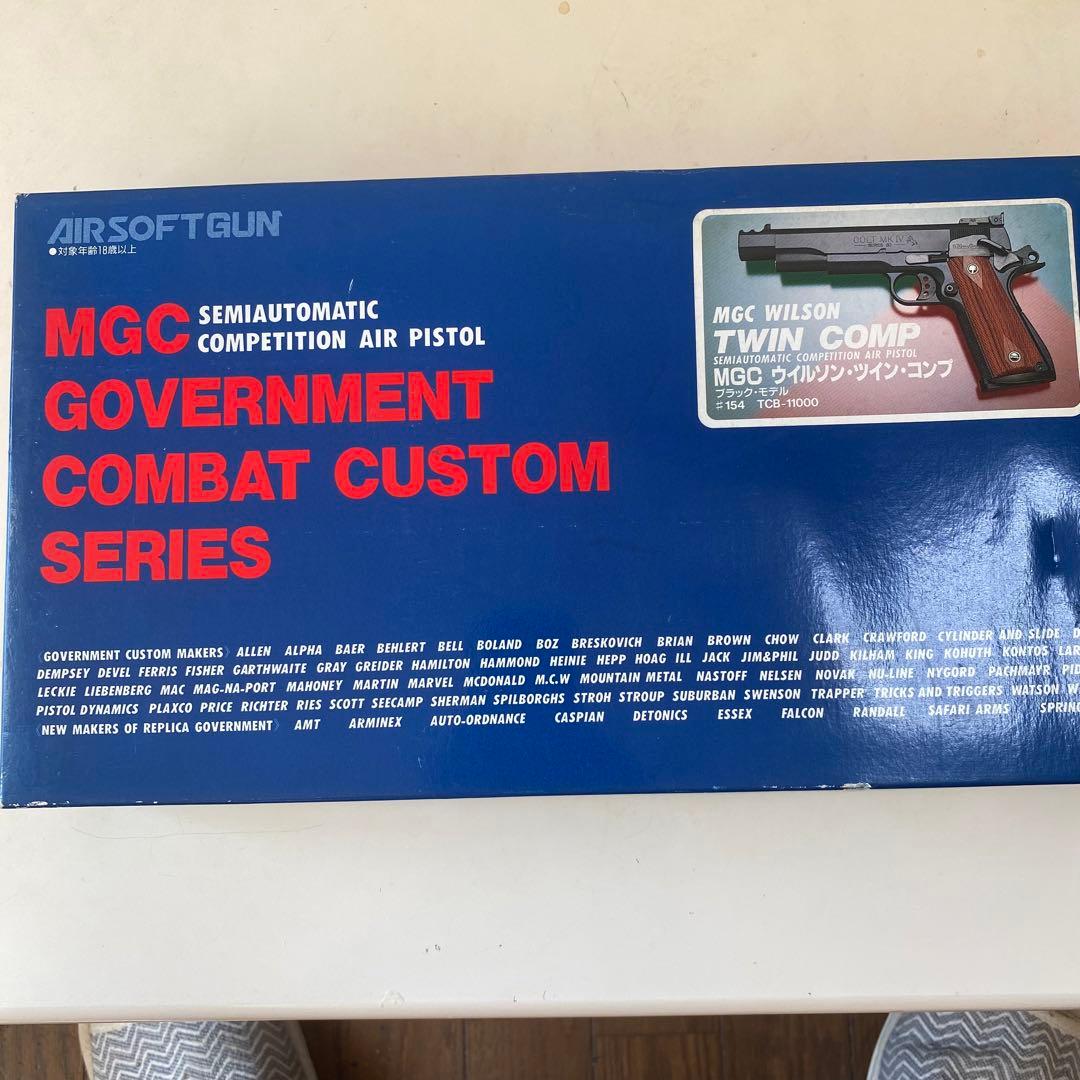 AIRSOFTGUN
●対象年齢18歳以上
MGC SEMIAUTOMATIC
COMPETITION AIR PISTOL
GOVERNMENT
COMBAT CUSTOM
SERIES
COLT MK IV
SERIES 80
MGC WILSON
TWIN COMP
SEMIAUTOMATIC COMPETITION AIR PISTOL
MGC ウイルソン・ツイン・コンプ
ブラック・モデル
♯154 TCB-11000
〈GOVERNMENT CUSTOM MAKERS〉 ALLEN ALPHA BAER BEHLERT BELL BOLAND BOZ BRESKOVICH BRIAN BROWN CHOW CLARK CRAWFORD CYLINDER AND SLIDE
DEMPSEY DEVEL FERRIS FISHER GARTHWAITE GRAY GREIDER HAMILTON HAMMOND HEINIE HEPP HOAG ILL JACK JIM&PHIL JUDD KILHAM KING KOHUTH KONTOS
LECKIE LIEBENBERG MAC MAG-NA-PORT MAHONEY MARTIN MARVEL MCDONALD M.C.W MOUNTAIN METAL NASTOFF NELSEN NOVAK NU-LINE NYGORD PACHMAYR
PISTOL DYNAMICS PLAXCO PRICE RICHTER RIES SCOTT SEECAMP SHERMAN SPILBORGHS STROH STROUP SUBURBAN SWENSON TRAPPER TRICKS AND TRIGGERS WATSON
〈NEW MAKERS OF REPLICA GOVERNMENT〉 AMT ARMINEX AUTO-ORDNANCE CASPIAN DETONICS ESSEX FALCON RANDALL SAFARI ARMS